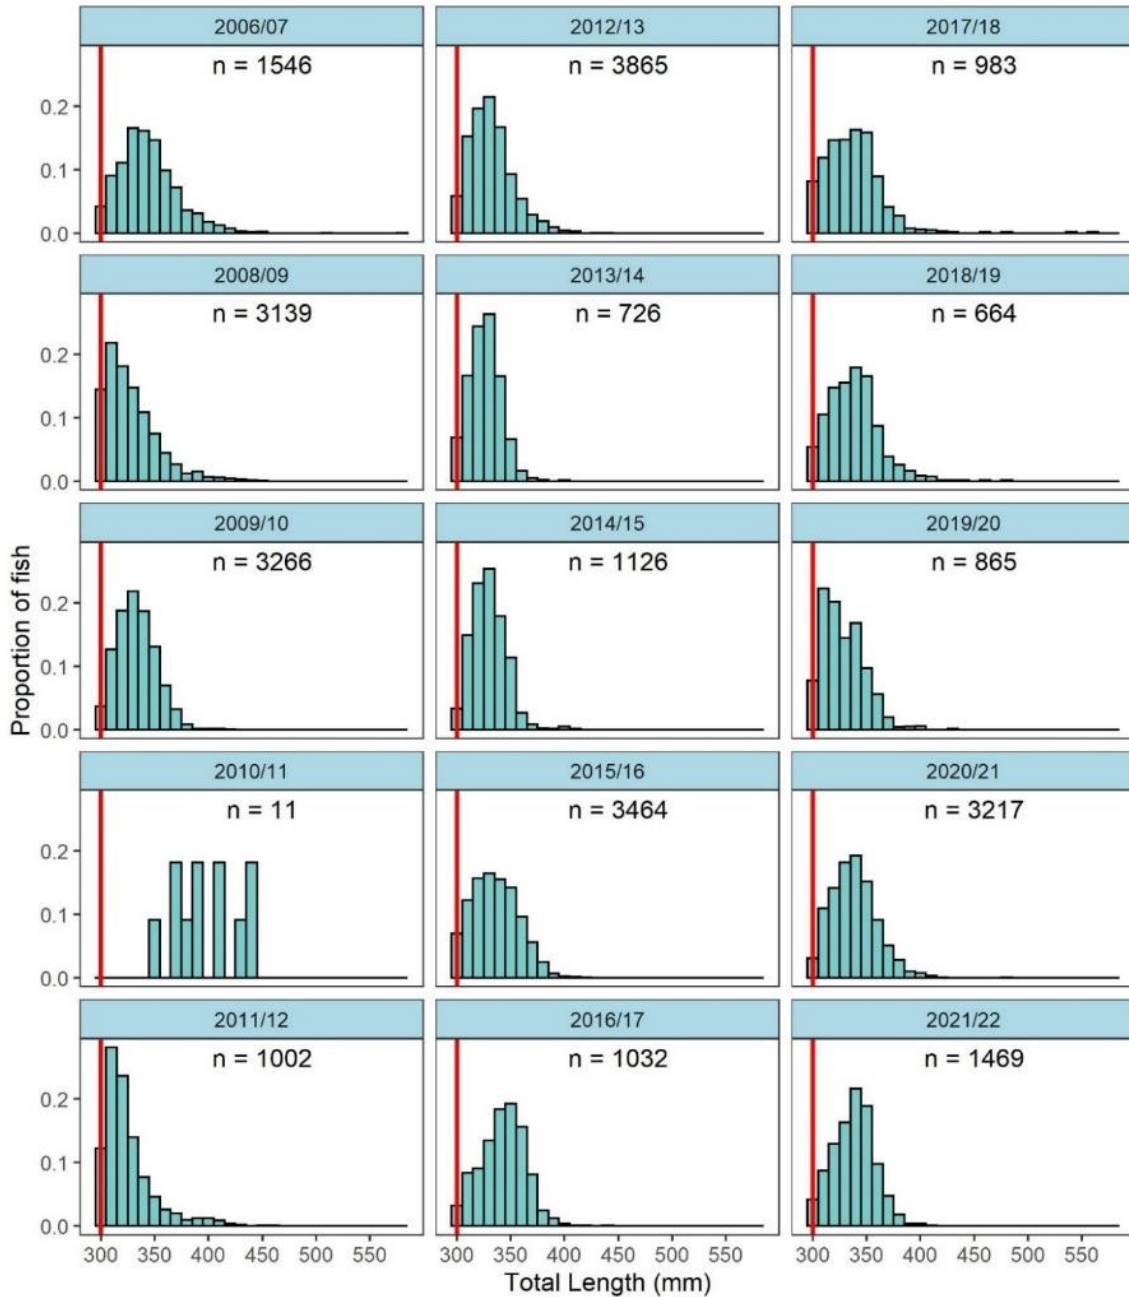 2006/07 2012/13 2017/18
n = 1546 n = 3865 n = 983
0.2
0.1
0.0
2008/09 2013/14 2018/19
n = 3139 n = 726 n = 664
0.2
0.1
0.0
2009/10 2014/15 2019/20
n = 3266 n = 1126 n = 865
0.2
0.1
0.0
Proportion of fish
2010/11 2015/16 2020/21
n = 11 n = 3464 n = 3217
0.2
0.1
0.0
2011/12 2016/17 2021/22
n = 1002 n = 1032 n = 1469
0.2
0.1
0.0
300 350 400 450 500 550 300 350 400 450 500 550 300 350 400 450 500 550
Total Length (mm)